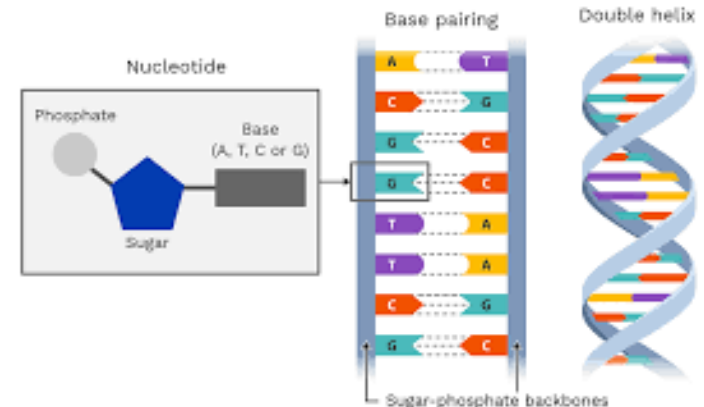 Nucleotide
Phosphate
Base
(A, T, C or G)
Sugar
Base pairing
A T
C G
G C
G C
T A
T A
C G
G C
Sugar-phosphate backbones
Double helix